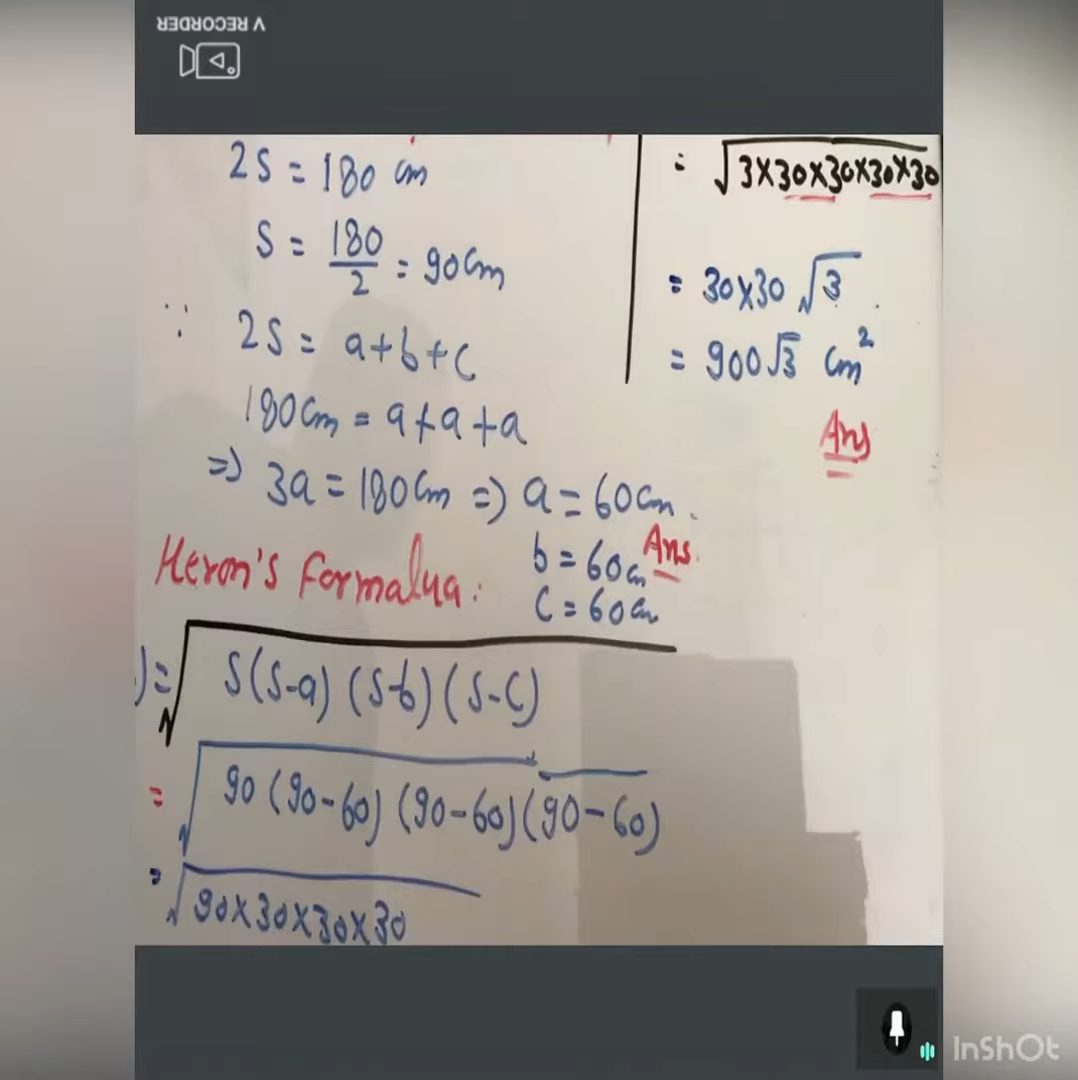 V RECORDER
2S = 180 cm
S = 180/2 = 90cm
∵ 2S = a+b+c
180cm = a+a+a
=> 3a = 180cm => a = 60cm.
b = 60cm Ans.
c = 60cm
Heron's Formalua:
)= √S(S-a)(S-b)(S-C)
= √90(90-60)(90-60)(90-60)
= √90×30×30×30
= √3×30×30×30×30
= 30×30√3.
= 900√3 cm²
Ans
InShOt